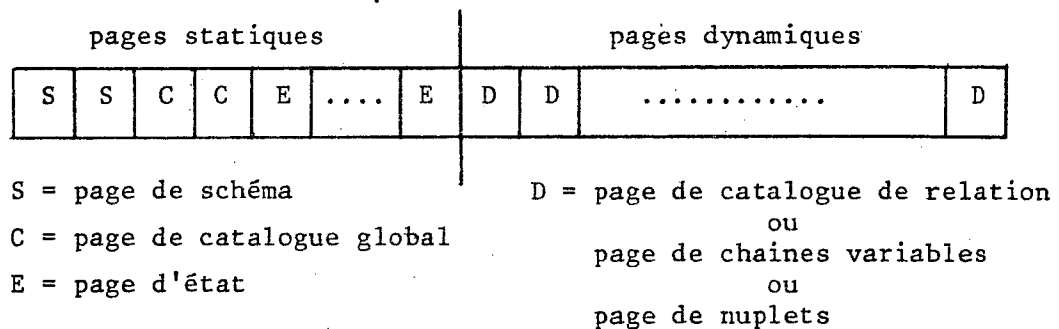 pages statiques
pages dynamiques
S S C C E .... E D D ............ D
S = page de schéma
C = page de catalogue global
E = page d'état
D = page de catalogue de relation
ou
page de chaines variables
ou
page de nuplets